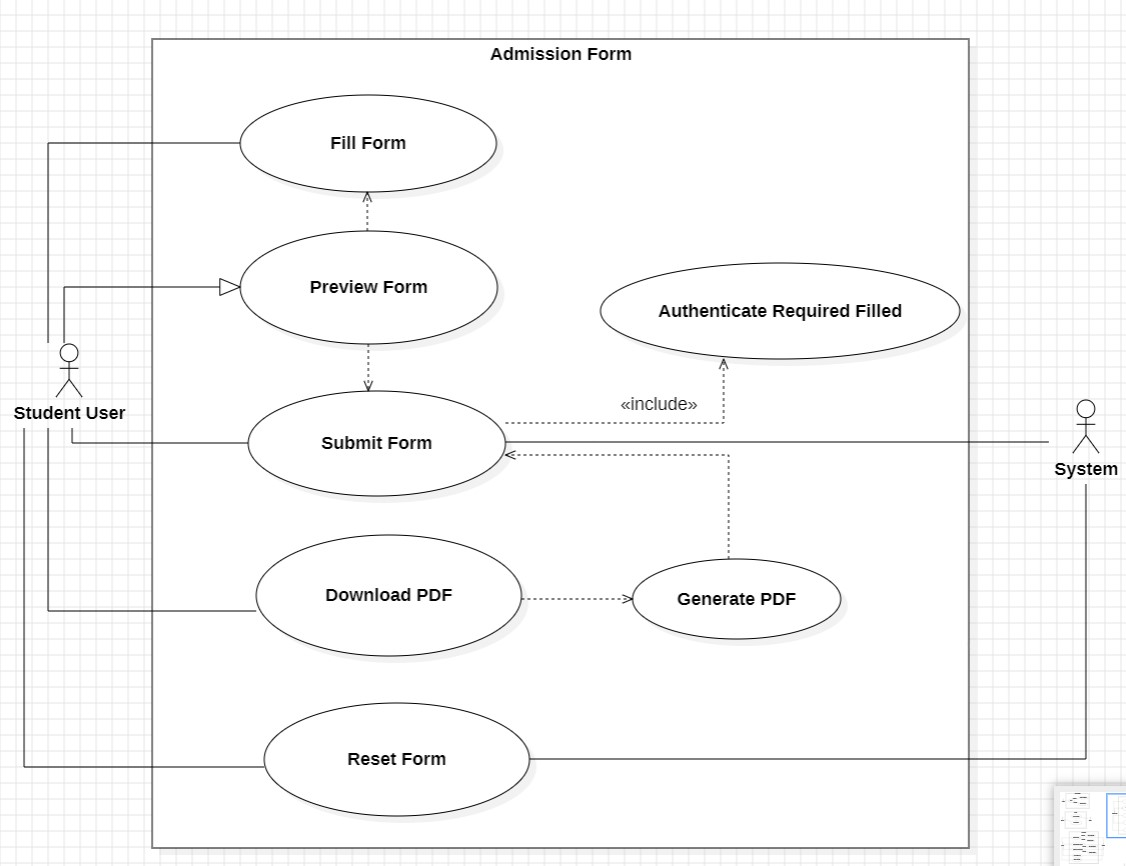 Admission Form
Fill Form
Preview Form
Authenticate Required Filled
«include»
Student User
Submit Form
System
Download PDF
Generate PDF
Reset Form